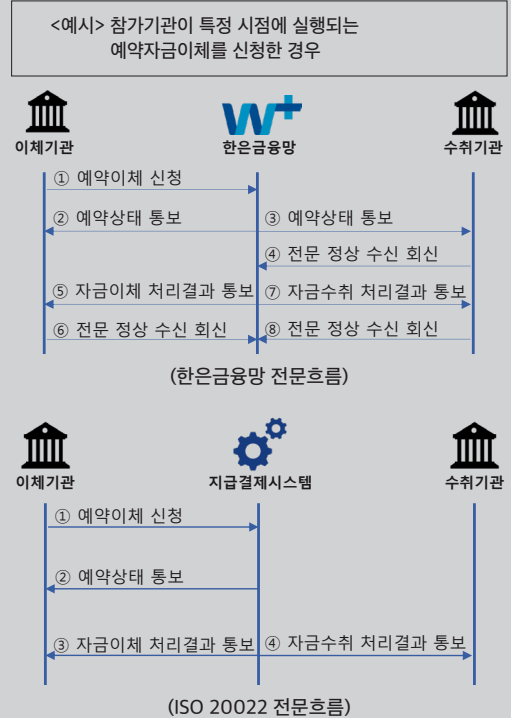 <예시> 참가기관이 특정 시점에 실행되는
예약자금이체를 신청한 경우
이체기관
한은금융망
수취기관
① 예약이체 신청
② 예약상태 통보
③ 예약상태 통보
④ 전문 정상 수신 회신
⑤ 자금이체 처리결과 통보
⑦ 자금수취 처리결과 통보
⑥ 전문 정상 수신 회신
⑧ 전문 정상 수신 회신
(한은금융망 전문흐름)
이체기관
지급결제시스템
수취기관
① 예약이체 신청
② 예약상태 통보
③ 자금이체 처리결과 통보
④ 자금수취 처리결과 통보
(ISO 20022 전문흐름)